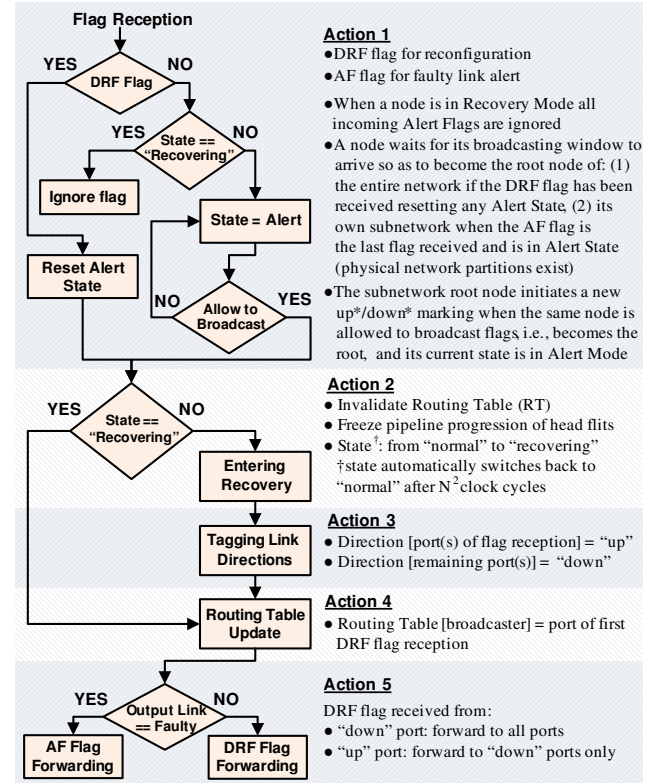 Flag Reception
YES
NO
DRF Flag
YES
NO
State ==
"Recovering"
Ignore flag
State = Alert
Reset Alert
State
NO
YES
Allow to
Broadcast
Action 1
●DRF flag for reconfiguration
●AF flag for faulty link alert
●When a node is in Recovery Mode all
incoming Alert Flags are ignored
●A node waits for its broadcasting window to
arrive so as to become the root node of: (1)
the entire network if the DRF flag has been
received resetting any Alert State, (2) its
own subnetwork when the AF flag is
the last flag received and is in Alert State
(physical network partitions exist)
●The subnetwork root node initiates a new
up*/down* marking when the same node is
allowed to broadcast flags, i.e., becomes the
root, and its current state is in Alert Mode
YES
NO
State ==
"Recovering"
Entering
Recovery
Action 2
● Invalidate Routing Table (RT)
● Freeze pipeline progression of head flits
● State†: from "normal" to "recovering"
†state automatically switches back to
"normal" after N² clock cycles
Tagging Link
Directions
Action 3
● Direction [port(s) of flag reception] = "up"
● Direction [remaining port(s)] = "down"
Routing Table
Update
Action 4
● Routing Table [broadcaster] = port of first
DRF flag reception
YES
NO
Output Link
== Faulty
AF Flag
Forwarding
DRF Flag
Forwarding
Action 5
DRF flag received from:
● "down" port: forward to all ports
● "up" port: forward to "down" ports only